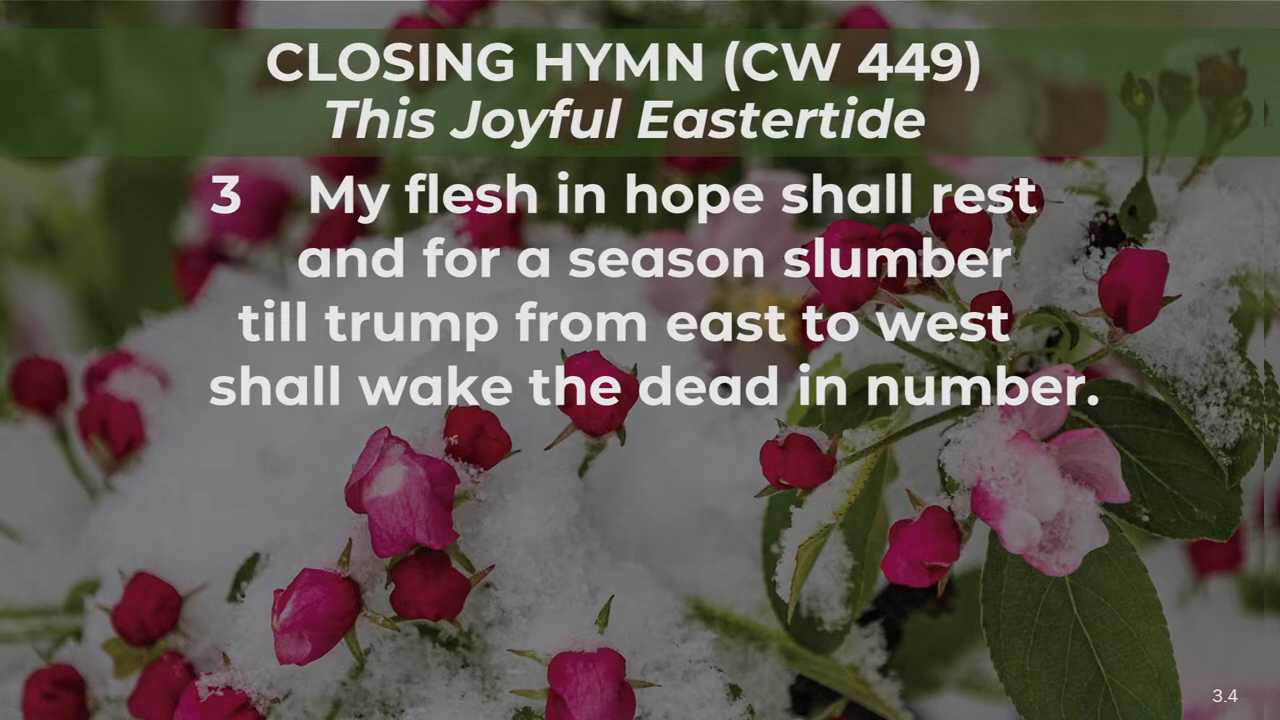 CLOSING HYMN (CW 449)
This Joyful Eastertide
3 My flesh in hope shall rest
and for a season slumber
till trump from east to west
shall wake the dead in number.
3.4